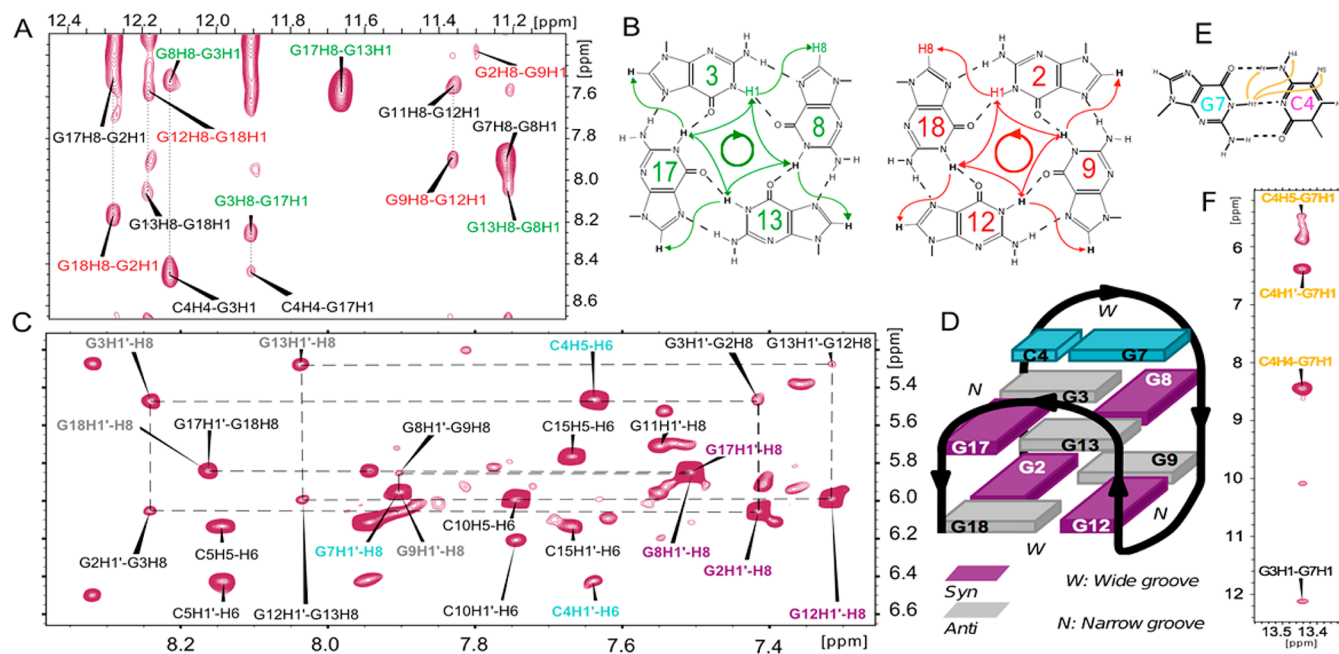 A
12.4 12.2 12.0 11.8 11.6 11.4 11.2 [ppm]
[ppm]
7.6
7.8
8.0
8.2
8.4
8.6
G8H8-G3H1
G17H8-G13H1
G2H8-G9H1
G17H8-G2H1
G12H8-G18H1
G11H8-G12H1
G7H8-G8H1
G13H8-G18H1
G3H8-G17H1
G9H8-G12H1
G13H8-G8H1
G18H8-G2H1
C4H4-G3H1
C4H4-G17H1
B
3
8
13
17
H1
H8
2
9
12
18
H1
H8
E
G7
C4
F
[ppm]
C4H5-G7H1
6
C4H1'-G7H1
7
C4H4-G7H1
8
9
10
11
G3H1-G7H1
12
13.5 13.4
[ppm]
C
G3H1'-H8
G13H1'-H8
C4H5-H6
G3H1'-G2H8
G13H1'-G12H8
G18H1'-H8
G17H1'-G18H8
G8H1'-G9H8
C15H5-H6
G11H1'-H8
G17H1'-H8
G2H1'-G3H8
C5H5-H6
G7H1'-H8
G9H1'-H8
C10H5-H6
C15H1'-H6
G8H1'-H8
G2H1'-H8
C5H1'-H6
G12H1'-G13H8
C10H1'-H6
C4H1'-H6
G12H1'-H8
[ppm]
5.4
5.6
5.8
6.0
6.2
6.4
6.6
8.2 8.0 7.8 7.6 7.4 [ppm]
D
W
C4
G7
N
G3
G8
G17
G13
G2
G9
G18
G12
N
W
Syn
Anti
W: Wide groove
N: Narrow groove